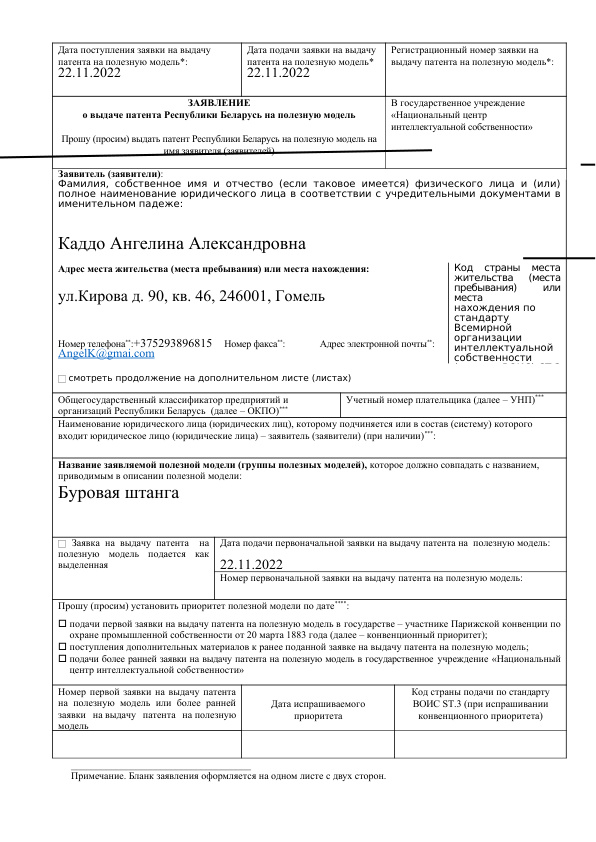 Дата поступления заявки на выдачу
патента на полезную модель*:
22.11.2022
Дата подачи заявки на выдачу
патента на полезную модель*
22.11.2022
Регистрационный номер заявки на
выдачу патента на полезную модель*:
ЗАЯВЛЕНИЕ
о выдаче патента Республики Беларусь на полезную модель
Прошу (просим) выдать патент Республики Беларусь на полезную модель на
имя заявителя (заявителей)
В государственное учреждение
«Национальный центр
интеллектуальной собственности»
Заявитель (заявители):
Фамилия, собственное имя и отчество (если таковое имеется) физического лица и (или)
полное наименование юридического лица в соответствии с учредительными документами в
именительном падеже:
Каддо Ангелина Александровна
Адрес места жительства (места пребывания) или места нахождения:
ул.Кирова д. 90, кв. 46, 246001, Гомель
Номер телефона**:+375293896815 Номер факса**: Адрес электронной почты**:
AngelK@gmai.com
Код страны места
жительства (места
пребывания) или
места
нахождения по
стандарту
Всемирной
организации
интеллектуальной
собственности
смотреть продолжение на дополнительном листе (листах)
Общегосударственный классификатор предприятий и
организаций Республики Беларусь (далее – ОКПО)***
Учетный номер плательщика (далее – УНП)***
Наименование юридического лица (юридических лиц), которому подчиняется или в состав (систему) которого
входит юридическое лицо (юридические лица) – заявитель (заявители) (при наличии)***:
Название заявляемой полезной модели (группы полезных моделей), которое должно совпадать с названием,
приводимым в описании полезной модели:
Буровая штанга
Заявка на выдачу патента на
полезную модель подается как
выделенная
Дата подачи первоначальной заявки на выдачу патента на полезную модель:
22.11.2022
Номер первоначальной заявки на выдачу патента на полезную модель:
Прошу (просим) установить приоритет полезной модели по дате****:
подачи первой заявки на выдачу патента на полезную модель в государстве – участнике Парижской конвенции по
охране промышленной собственности от 20 марта 1883 года (далее – конвенционный приоритет);
поступления дополнительных материалов к ранее поданной заявке на выдачу патента на полезную модель;
подачи более ранней заявки на выдачу патента на полезную модель в государственное учреждение «Национальный
центр интеллектуальной собственности»
Номер первой заявки на выдачу патента
на полезную модель или более ранней
заявки на выдачу патента на полезную
модель
Дата испрашиваемого
приоритета
Код страны подачи по стандарту
ВОИС ST.3 (при испрашивании
конвенционного приоритета)
Примечание. Бланк заявления оформляется на одном листе с двух сторон.